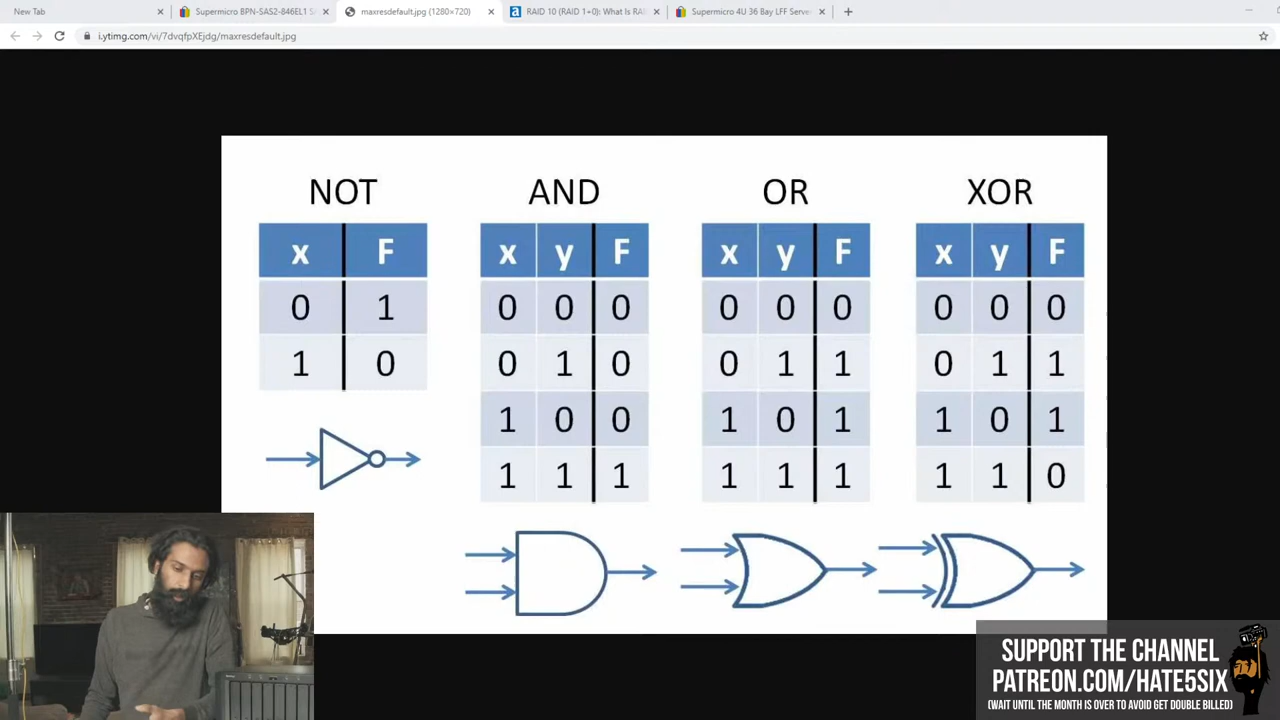 New Tab
Supermicro BPN-SAS2-846EL1 S
maxresdefault.jpg (1280×720)
RAID 10 (RAID 1+0): What Is RA
Supermicro 4U 36 Bay LFF Server
i.ytimg.com/vi/7dvqfpXEjdg/maxresdefault.jpg
NOT AND OR XOR
x F x y F x y F x y F
0 1 0 0 0 0 0 0 0 0 0
1 0 0 1 0 0 1 1 0 1 1
1 0 0 1 0 1 1 0 1
1 1 1 1 1 1 1 1 0
SUPPORT THE CHANNEL
PATREON.COM/HATE5SIX
(WAIT UNTIL THE MONTH IS OVER TO AVOID GET DOUBLE BILLED)